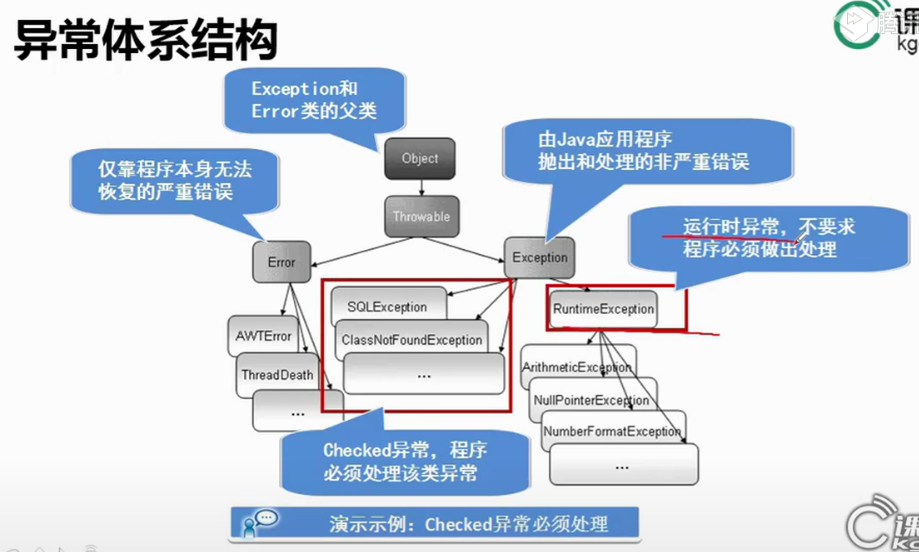 异常体系结构
课
kg
腾
Exception和
Error类的父类
Object
由Java应用程序
抛出和处理的非严重错误
仅靠程序本身无法
恢复的严重错误
Throwable
运行时异常，不要求
程序必须做出处理
Error
Exception
SQLException
RuntimeException
AWTError
ClassNotFoundException
ArithmeticException
ThreadDeath
...
NullPointerException
...
NumberFormatException
...
Checked异常，程序
必须处理该类异常
演示示例：Checked异常必须处理
课